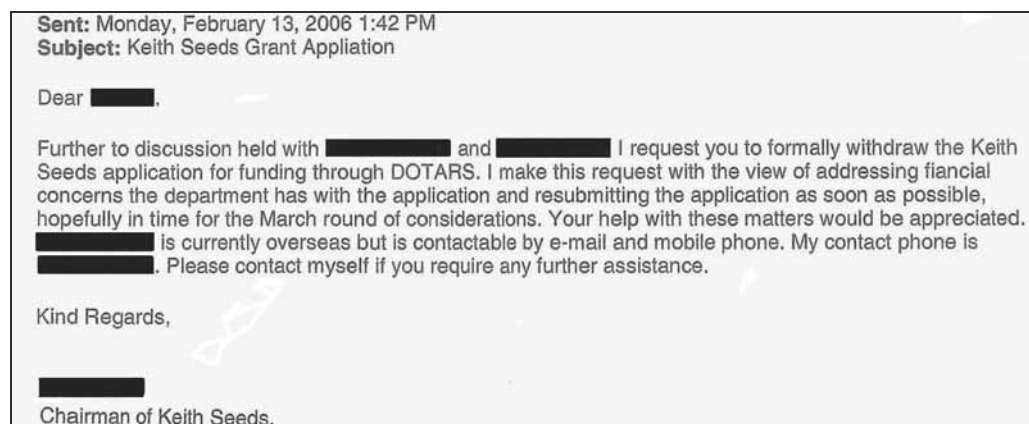 Sent: Monday, February 13, 2006 1:42 PM
Subject: Keith Seeds Grant Appliation
Dear .
Further to discussion held with and I request you to formally withdraw the Keith
Seeds application for funding through DOTARS. I make this request with the view of addressing fiancial
concerns the department has with the application and resubmitting the application as soon as possible,
hopefully in time for the March round of considerations. Your help with these matters would be appreciated.
is currently overseas but is contactable by e-mail and mobile phone. My contact phone is
. Please contact myself if you require any further assistance.
Kind Regards,
Chairman of Keith Seeds.